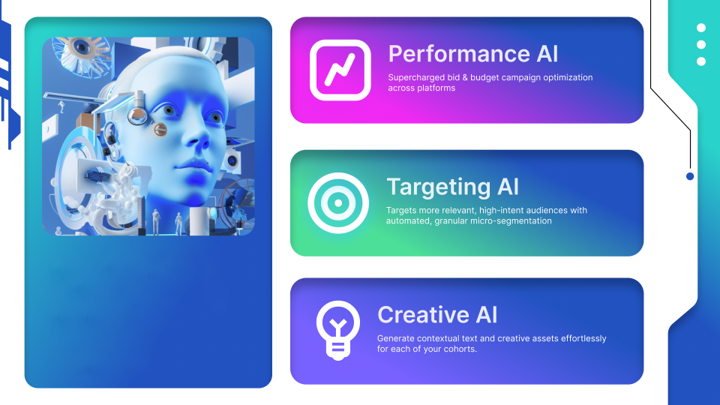 Performance AI
Supercharged bid & budget campaign optimization
across platforms
Targeting AI
Targets more relevant, high-intent audiences with
automated, granular micro-segmentation
Creative AI
Generate contextual text and creative assets effortlessly
for each of your cohorts.